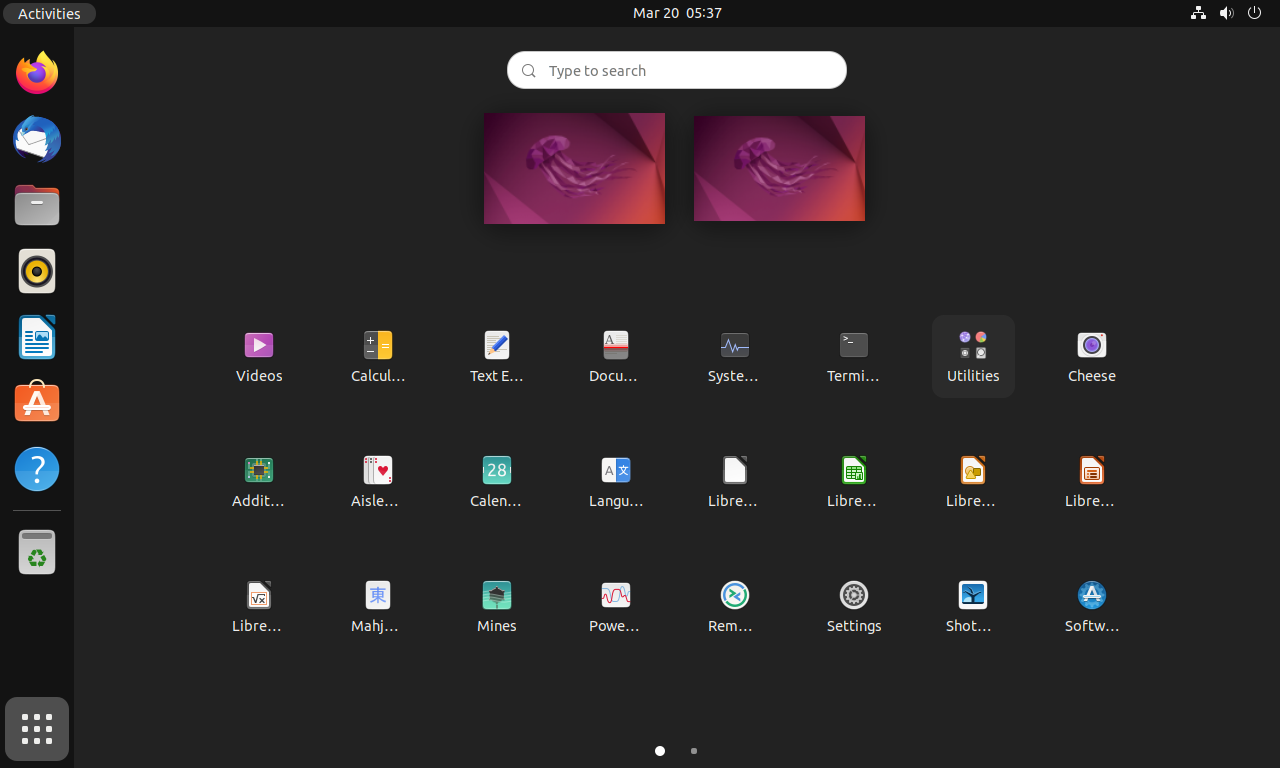 Activities
Mar 20 05:37
Type to search
Videos
Calcul…
Text E…
Docu…
Syste…
Termi…
Utilities
Cheese
Addit…
Aisle…
28
Calen…
A 文
Langu…
Libre…
Libre…
Libre…
Libre…
Libre…
東
Mahj…
Mines
Powe…
Rem…
Settings
Shot…
Softw…